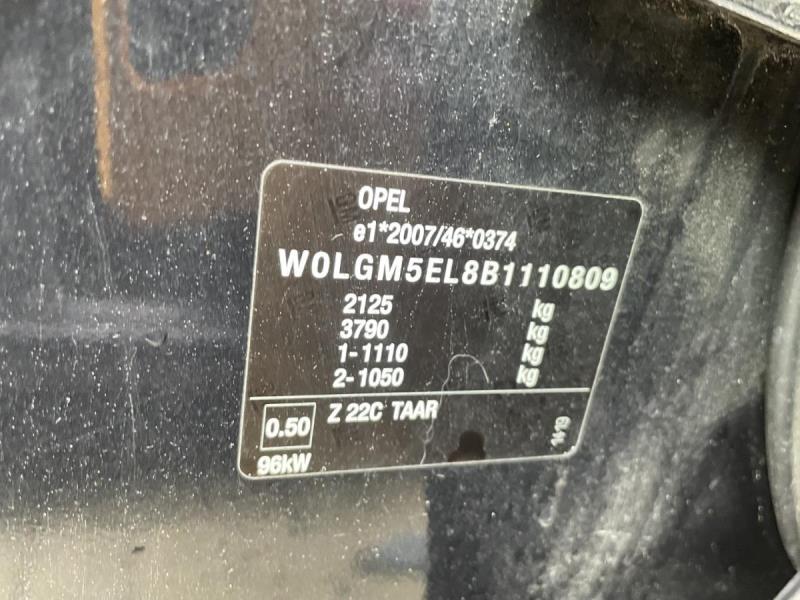 OPEL
e1*2007/46*0374
W0LGM5EL8B1110809
2125 kg
3790 kg
1-1110 kg
2-1050 kg
0.50 Z 22C TAAR
96kW